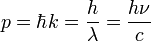 p = ℏk = h/λ = hν/c